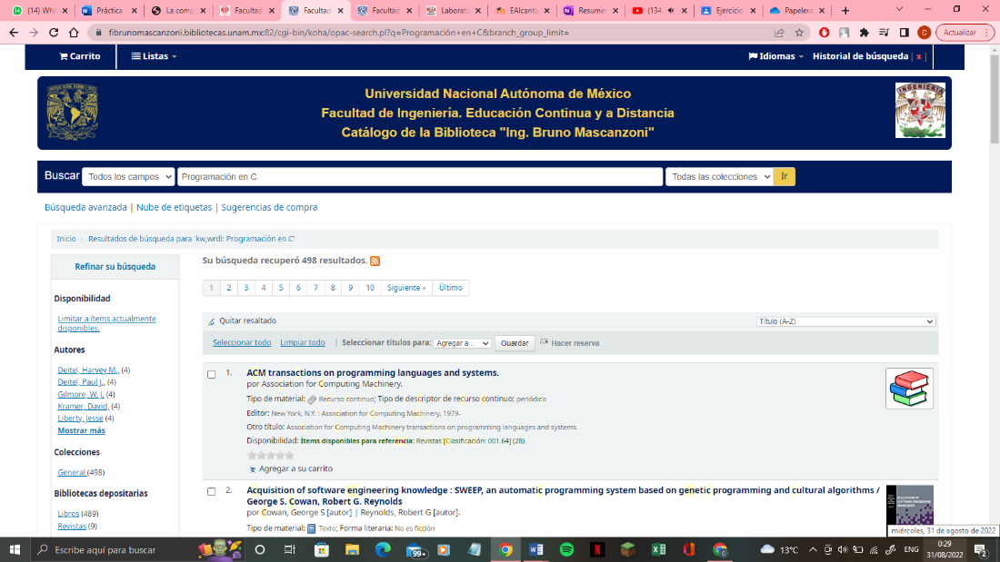 (4) Wha
Práctica
La comp
Facultad
Facultad
Facultad
Laborato
EAlcanta
Resumen
(134
Ejercicio
Papelera
fibrunomascanzoni.bibliotecas.unam.mx:82/cgi-bin/koha/opac-search.pl?q=Programación+en+C&branch_group_limit=
C
Actualizar
Carrito
Listas
Idiomas
Historial de búsqueda [ x ]
Universidad Nacional Autónoma de México
Facultad de Ingeniería. Educación Continua y a Distancia
Catálogo de la Biblioteca "Ing. Bruno Mascanzoni"
INGENIERIA
Buscar Todos los campos Programación en C Todas las colecciones Ir
Búsqueda avanzada | Nube de etiquetas | Sugerencias de compra
Inicio › Resultados de búsqueda para 'kw,wrdl: Programación en C'
Refinar su búsqueda
Disponibilidad
Limitar a ítems actualmente
disponibles.
Autores
Deitel, Harvey M., (4)
Deitel, Paul J., (4)
Gilmore, W. J. (4)
Kramer, David, (4)
Liberty, Jesse (4)
Mostrar más
Colecciones
General (498)
Bibliotecas depositarias
Libros (489)
Revistas (9)
Su búsqueda recuperó 498 resultados.
1 2 3 4 5 6 7 8 9 10 Siguiente » Último
Quitar resaltado
Título (A-Z)
Seleccionar todo Limpiar todo | Seleccionar títulos para: Agregar a... Guardar Hacer reserva
1. ACM transactions on programming languages and systems.
por Association for Computing Machinery.
Tipo de material: Recurso continuo; Tipo de descriptor de recurso continuo: periódico
Editor: New York, N.Y. : Association for Computing Machinery, 1979-
Otro título: Association for Computing Machinery transactions on programming languages and systems.
Disponibilidad: Ítems disponibles para referencia: Revistas [Clasificación: 001.64] (28).
Agregar a su carrito
2. Acquisition of software engineering knowledge : SWEEP, an automatic programming system based on genetic programming and cultural algorithms /
George S. Cowan, Robert G. Reynolds
por Cowan, George S [autor] | Reynolds, Robert G [autor].
Tipo de material: Texto; Forma literaria: No es ficción
ACQUISITION OF
SOFTWARE ENGINEERING
KNOWLEDGE
miércoles, 31 de agosto de 2022
Escribe aquí para buscar
99+
13°C
ENG
0:29
31/08/2022
2